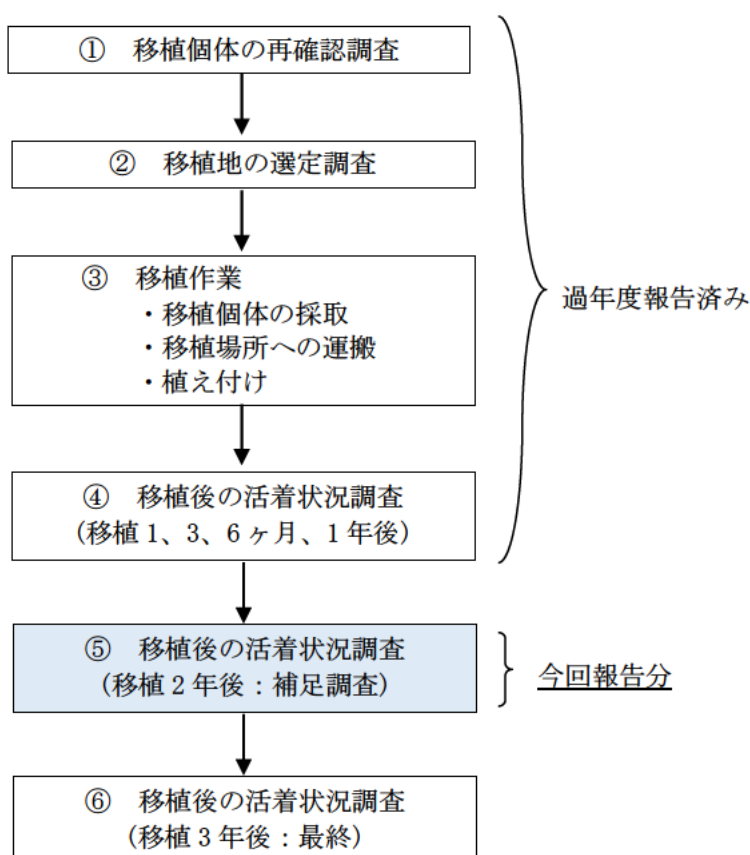 ① 移植個体の再確認調査
② 移植地の選定調査
③ 移植作業
・移植個体の採取
・移植場所への運搬
・植え付け
過年度報告済み
④ 移植後の活着状況調査
(移植 1、3、6 ヶ月、1 年後)
⑤ 移植後の活着状況調査
(移植 2 年後：補足調査)
今回報告分
⑥ 移植後の活着状況調査
(移植 3 年後：最終)